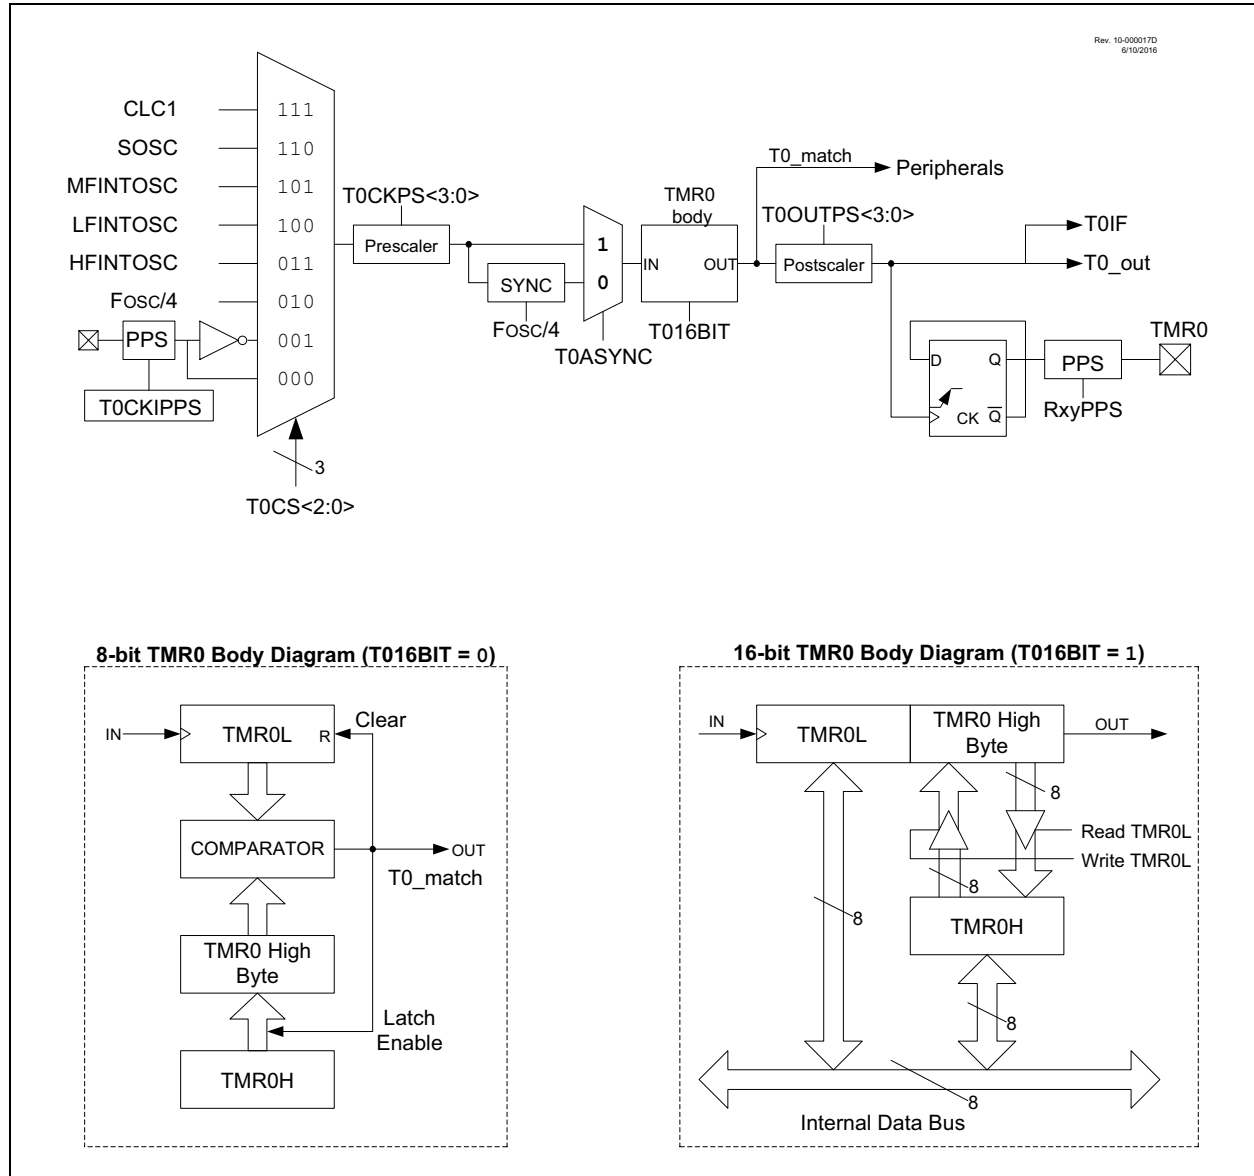 Rev. 10-000017D
6/10/2016
CLC1
111
SOSC
110
MFINTOSC
101
LFINTOSC
100
HFINTOSC
011
FOSC/4
010
PPS
001
000
T0CKIPPS
3
T0CS<2:0>
T0CKPS<3:0>
Prescaler
SYNC
FOSC/4
1
0
T0ASYNC
TMR0
body
IN
OUT
T016BIT
T0_match
Peripherals
T0OUTPS<3:0>
Postscaler
T0IF
T0_out
D
Q
CK
Q
PPS
RxyPPS
TMR0
8-bit TMR0 Body Diagram (T016BIT = 0)
IN
TMR0L
R
Clear
COMPARATOR
OUT
T0_match
TMR0 High
Byte
Latch
Enable
TMR0H
16-bit TMR0 Body Diagram (T016BIT = 1)
IN
TMR0L
TMR0 High
Byte
OUT
8
Read TMR0L
Write TMR0L
8
8
TMR0H
8
8
Internal Data Bus